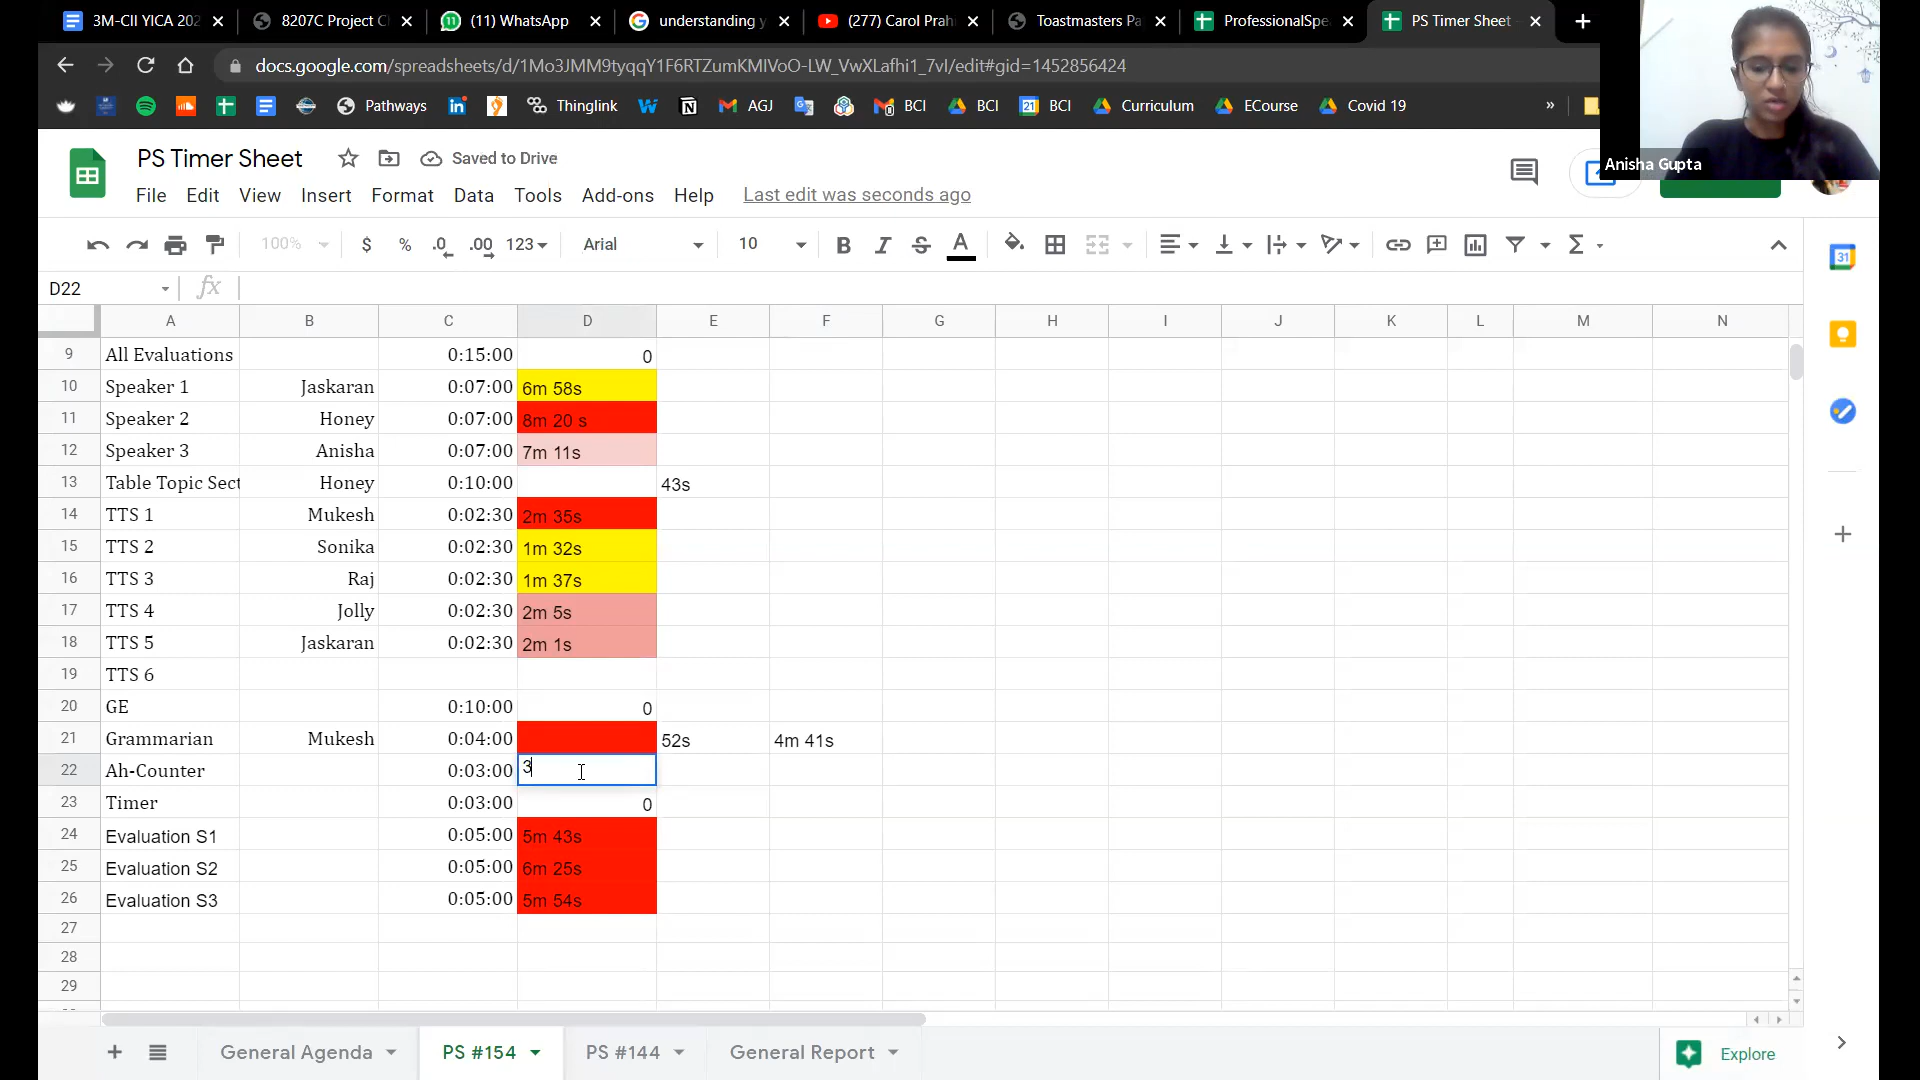 3M-CII YICA 202
8207C Project C
(11) WhatsApp
understanding y
(277) Carol Prah
Toastmasters Pa
ProfessionalSpe
PS Timer Sheet
docs.google.com/spreadsheets/d/1Mo3JMM9tyqqY1F6RTZumKMIVoO-LW_VwXLafhi1_7vI/edit#gid=1452856424
Pathways
Thinglink
AGJ
BCI
BCI
BCI
Curriculum
ECourse
Covid 19
»
Anisha Gupta
PS Timer Sheet
Saved to Drive
File Edit View Insert Format Data Tools Add-ons Help
Last edit was seconds ago
100% $ % .0 .00 123 Arial 10 B I S A
D22 fx
A B C D E F G H I J K L M N
9 All Evaluations 0:15:00 0
10 Speaker 1 Jaskaran 0:07:00 6m 58s
11 Speaker 2 Honey 0:07:00 8m 20 s
12 Speaker 3 Anisha 0:07:00 7m 11s
13 Table Topic Sect Honey 0:10:00 43s
14 TTS 1 Mukesh 0:02:30 2m 35s
15 TTS 2 Sonika 0:02:30 1m 32s
16 TTS 3 Raj 0:02:30 1m 37s
17 TTS 4 Jolly 0:02:30 2m 5s
18 TTS 5 Jaskaran 0:02:30 2m 1s
19 TTS 6
20 GE 0:10:00 0
21 Grammarian Mukesh 0:04:00 52s 4m 41s
22 Ah-Counter 0:03:00 3
23 Timer 0:03:00 0
24 Evaluation S1 0:05:00 5m 43s
25 Evaluation S2 0:05:00 6m 25s
26 Evaluation S3 0:05:00 5m 54s
27
28
29
General Agenda
PS #154
PS #144
General Report
Explore